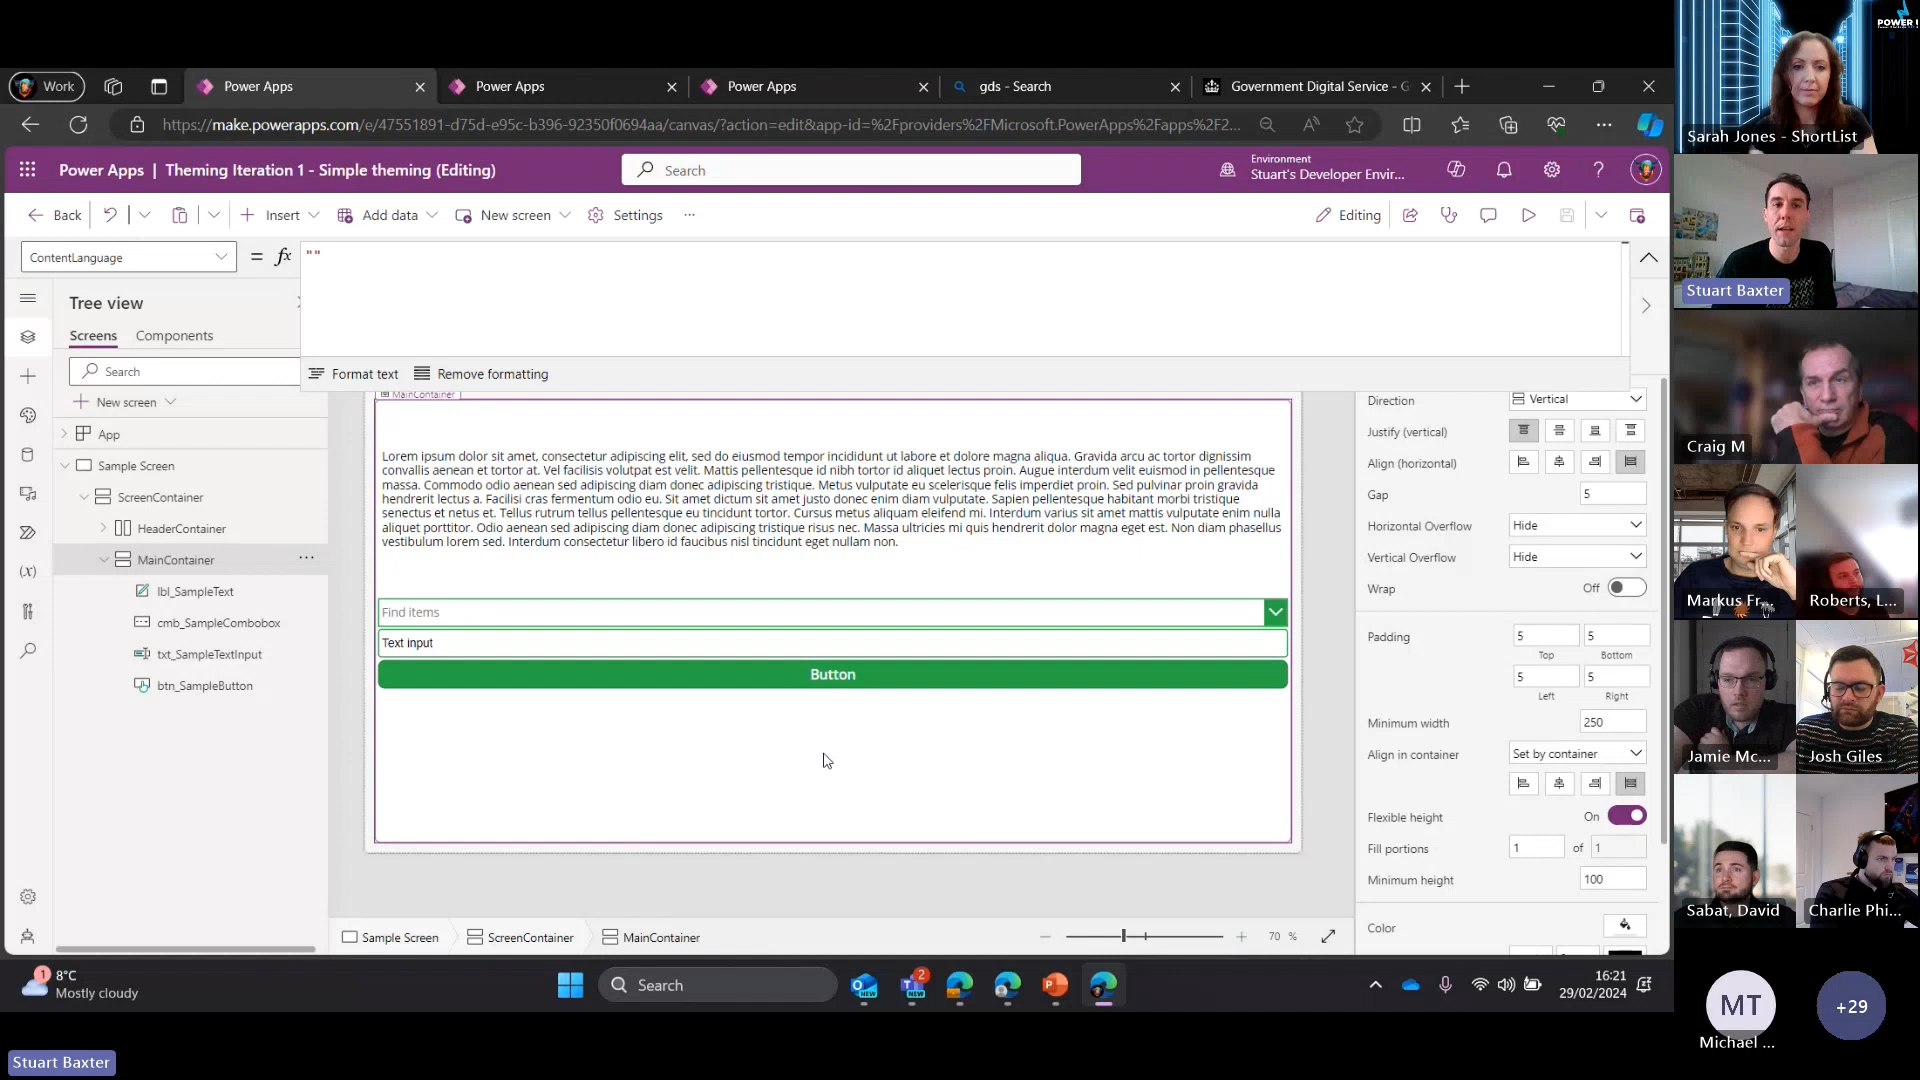 POWER
Sarah Jones - ShortList
Work
Power Apps
Power Apps
Power Apps
gds - Search
Government Digital Service - G
https://make.powerapps.com/e/47551891-d75d-e95c-b396-92350f0694aa/canvas/?action=edit&app-id=%2Fproviders%2FMicrosoft.PowerApps%2Fapps%2F2...
Power Apps | Theming Iteration 1 - Simple theming (Editing)
Search
Environment
Stuart's Developer Envir...
Back
Insert
Add data
New screen
Settings
...
Editing
ContentLanguage
= fx
""
Stuart Baxter
Tree view
Screens
Components
Search
Format text
Remove formatting
New screen
App
Sample Screen
ScreenContainer
HeaderContainer
MainContainer
...
lbl_SampleText
cmb_SampleCombobox
txt_SampleTextInput
btn_SampleButton
MainContainer
Lorem ipsum dolor sit amet, consectetur adipiscing elit, sed do eiusmod tempor incididunt ut labore et dolore magna aliqua. Gravida arcu ac tortor dignissim
convallis aenean et tortor at. Vel facilisis volutpat est velit. Mattis pellentesque id nibh tortor id aliquet lectus proin. Augue interdum velit euismod in pellentesque
massa. Commodo odio aenean sed adipiscing diam donec adipiscing tristique. Metus vulputate eu scelerisque felis imperdiet proin. Sed pulvinar proin gravida
hendrerit lectus a. Facilisi cras fermentum odio eu. Sit amet dictum sit amet justo donec enim diam vulputate. Sapien pellentesque habitant morbi tristique
senectus et netus et. Tellus rutrum tellus pellentesque eu tincidunt tortor. Cursus metus aliquam eleifend mi. Interdum varius sit amet mattis vulputate enim nulla
aliquet porttitor. Odio aenean sed adipiscing diam donec adipiscing tristique risus nec. Massa ultricies mi quis hendrerit dolor magna eget est. Non diam phasellus
vestibulum lorem sed. Interdum consectetur libero id faucibus nisl tincidunt eget nullam non.
Find items
Text input
Button
Direction
Vertical
Justify (vertical)
Align (horizontal)
Gap
5
Horizontal Overflow
Hide
Vertical Overflow
Hide
Wrap
Off
Padding
5
5
Top
Bottom
5
5
Left
Right
Minimum width
250
Align in container
Set by container
Flexible height
On
Fill portions
1 of 1
Minimum height
100
Color
Sample Screen
ScreenContainer
MainContainer
70 %
Craig M
Markus Fr...
Roberts, L...
Jamie Mc...
Josh Giles
Sabat, David
Charlie Phi...
MT
Michael ...
+29
1
8°C
Mostly cloudy
Search
NEW
2
NEW
16:21
29/02/2024
Stuart Baxter